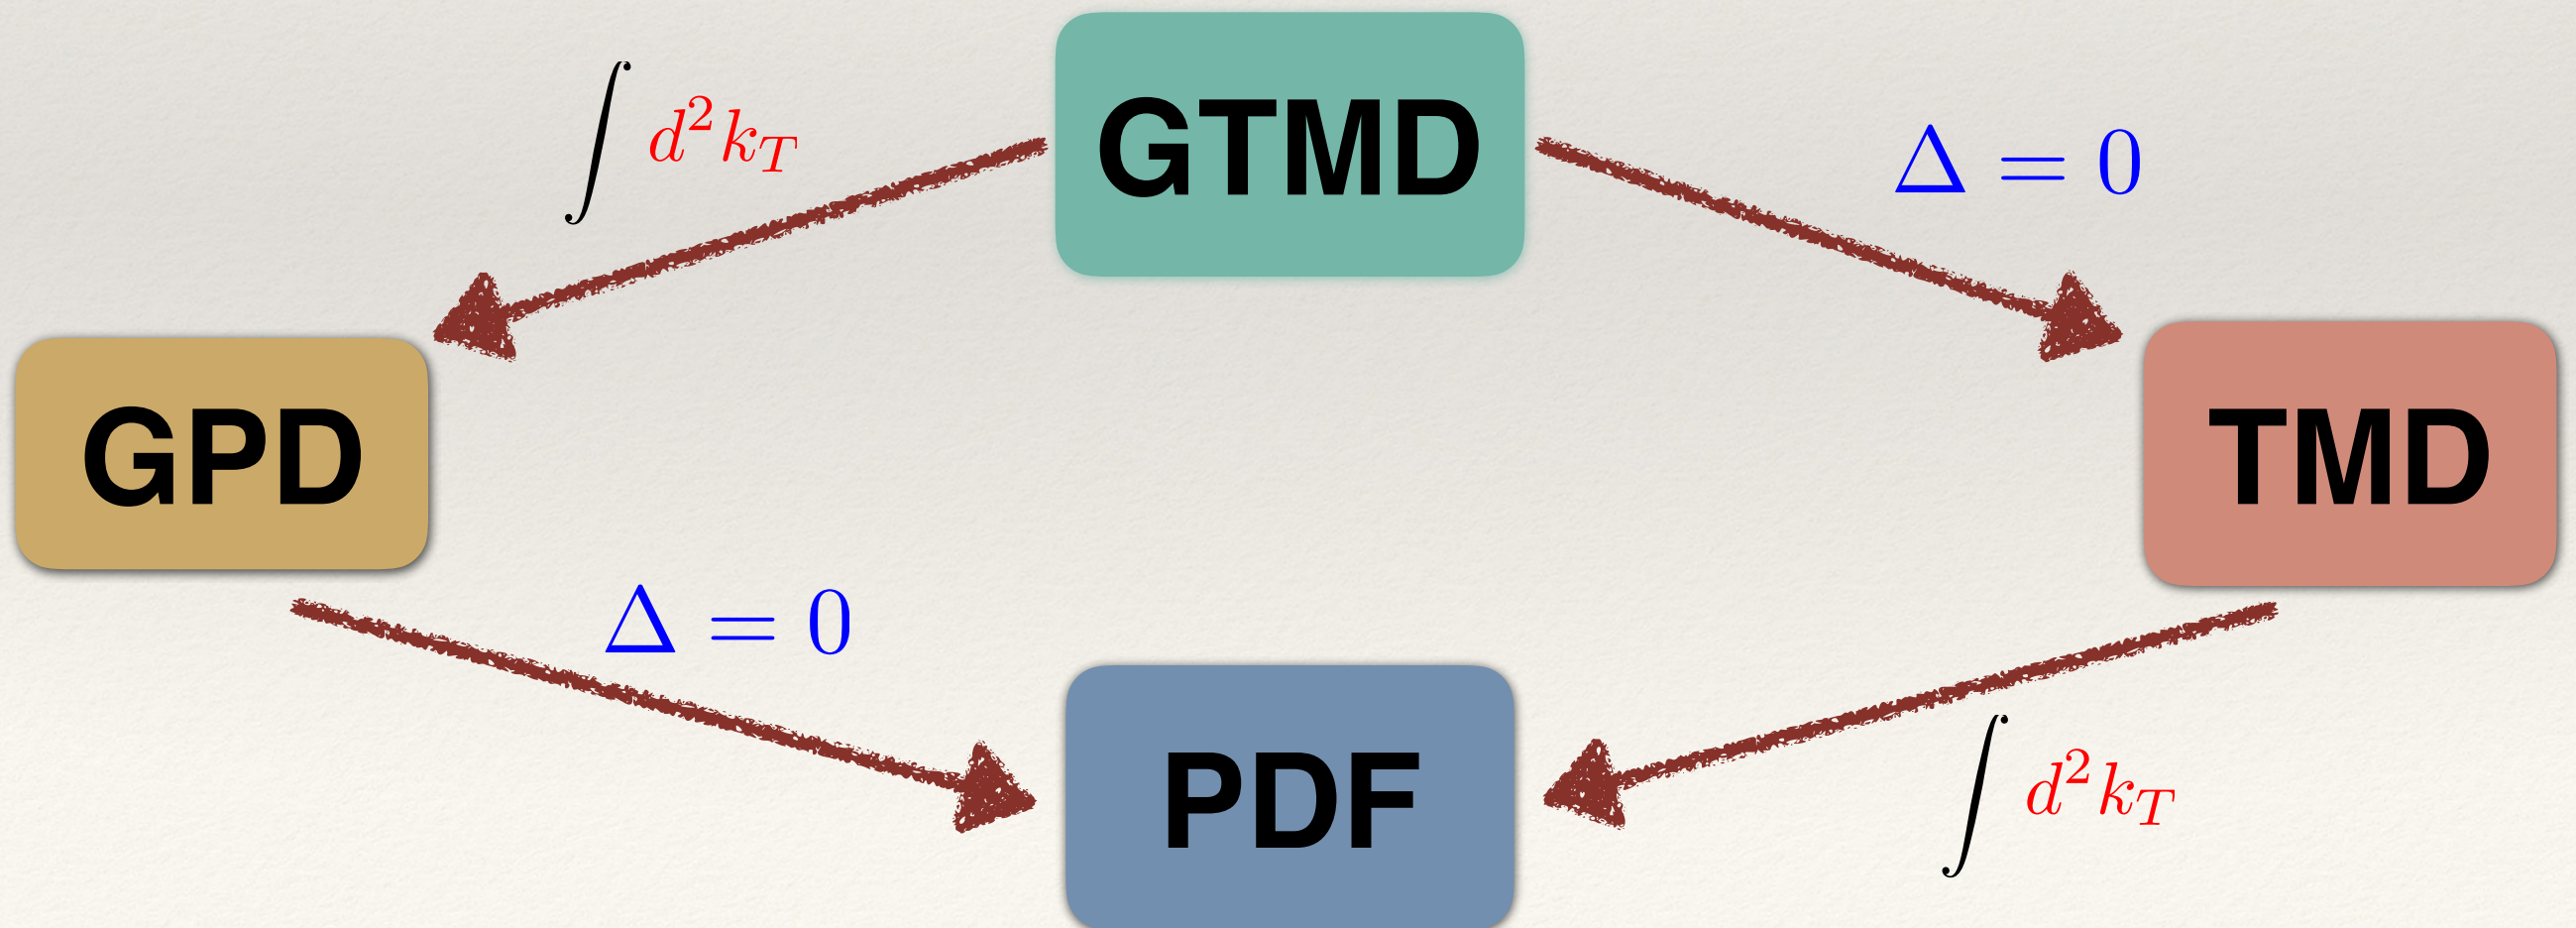 GTMD
∫ d²k_T
Δ = 0
GPD
TMD
Δ = 0
PDF
∫ d²k_T